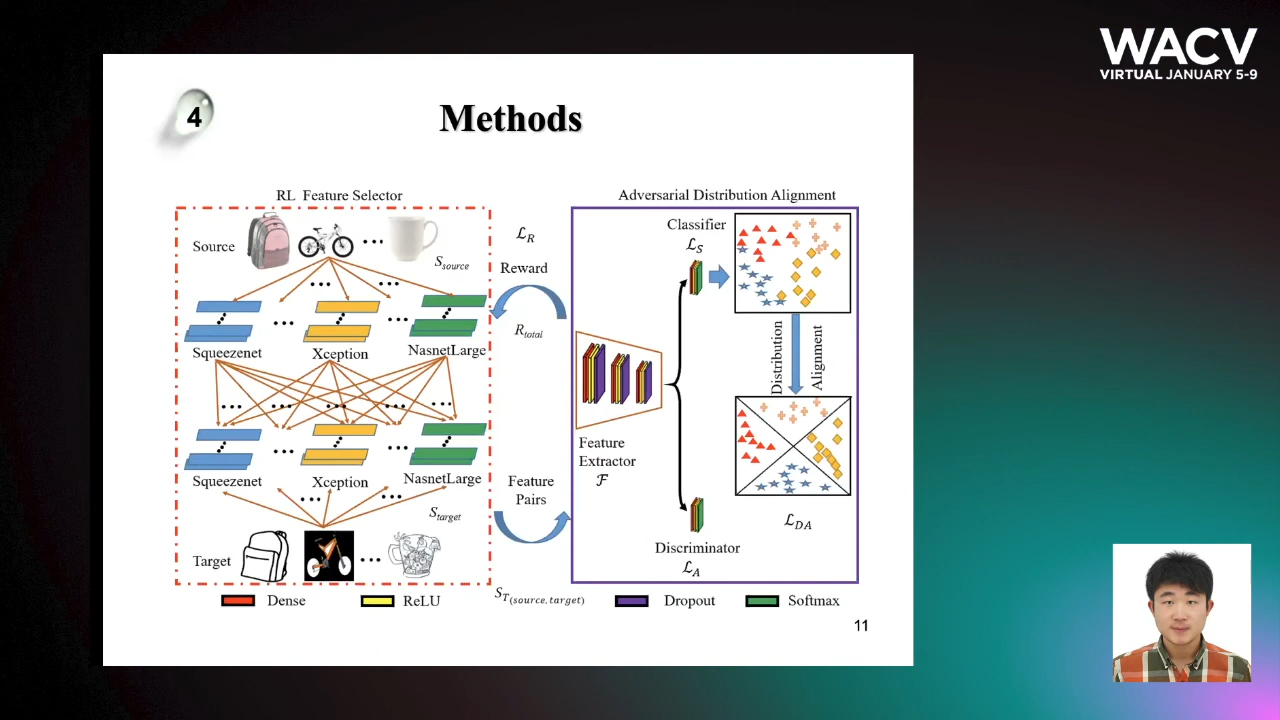 WACV
VIRTUAL JANUARY 5-9
4
Methods
RL Feature Selector
Source
S_source
Squeezenet
Xception
NasnetLarge
Squeezenet
Xception
NasnetLarge
S_target
Target
ℒ_R
Reward
R_total
Feature
Pairs
S_T(source,target)
Adversarial Distribution Alignment
Classifier
ℒ_S
Distribution
Alignment
Feature
Extractor
ℱ
ℒ_DA
Discriminator
ℒ_A
Dense
ReLU
Dropout
Softmax
11